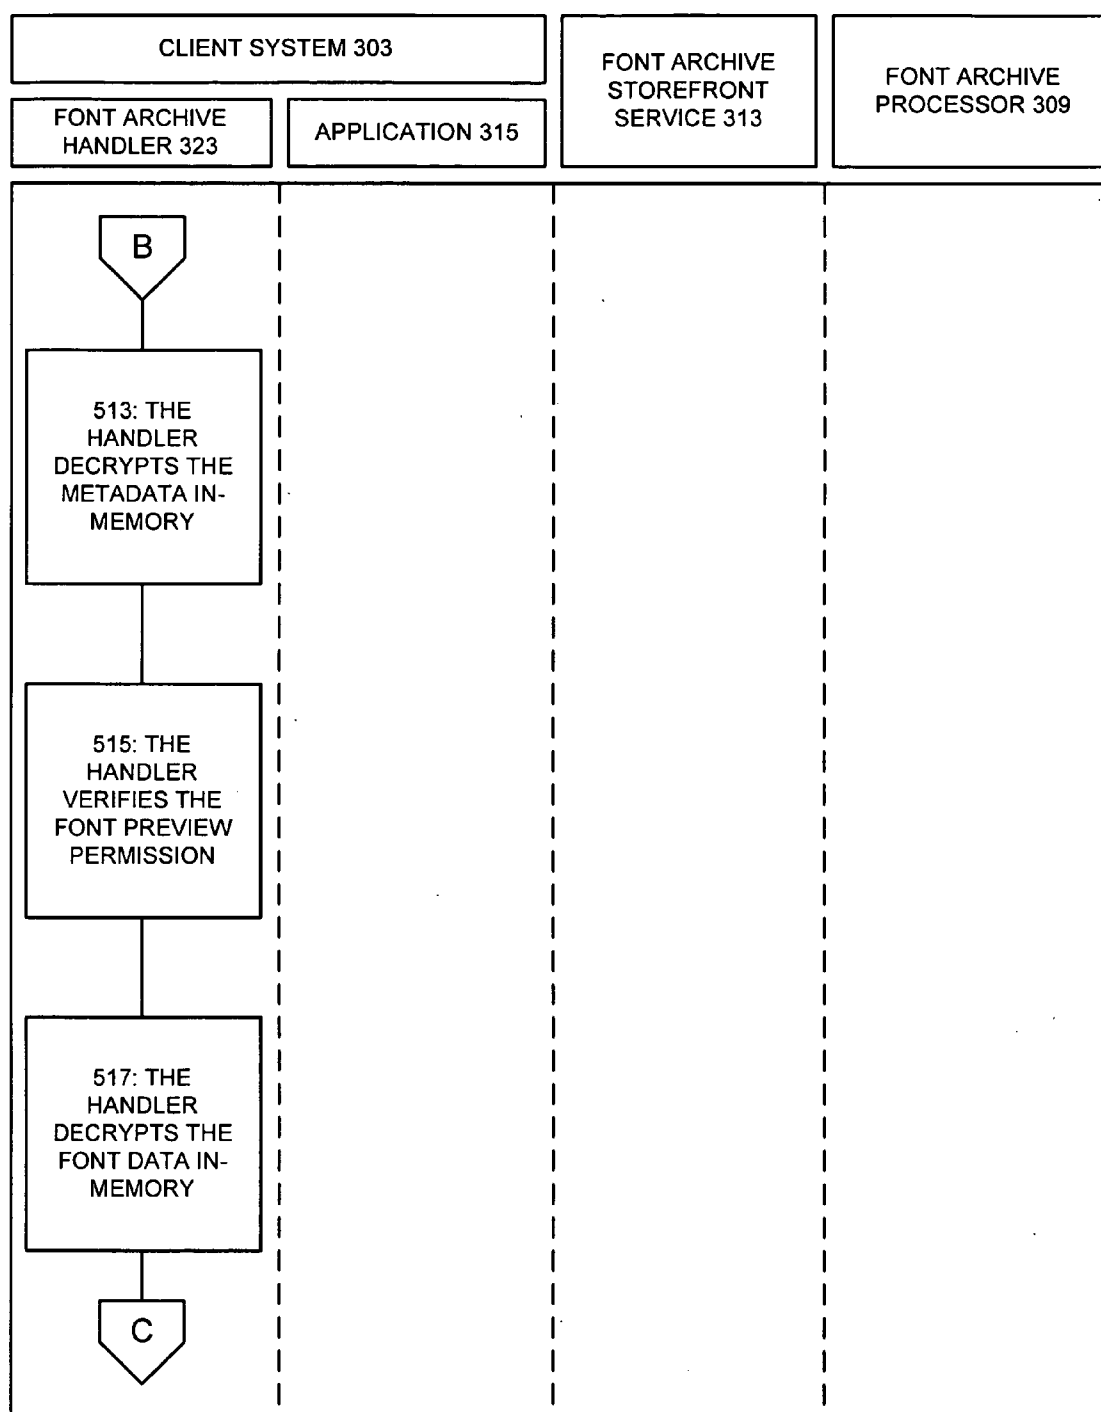 CLIENT SYSTEM 303
FONT ARCHIVE
STOREFRONT
SERVICE 313
FONT ARCHIVE
PROCESSOR 309
FONT ARCHIVE
HANDLER 323
APPLICATION 315
B
513: THE
HANDLER
DECRYPTS THE
METADATA IN-
MEMORY
515: THE
HANDLER
VERIFIES THE
FONT PREVIEW
PERMISSION
517: THE
HANDLER
DECRYPTS THE
FONT DATA IN-
MEMORY
C